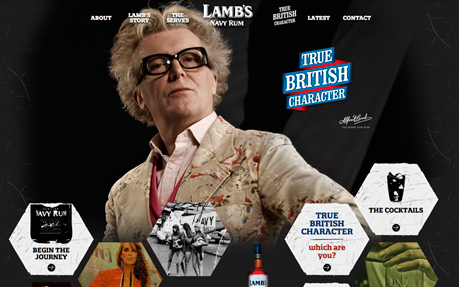 ABOUT
LAMB'S
STORY
THE
SERVES
LAMB'S
NAVY RUM
TRUE
BRITISH
CHARACTER
LATEST
CONTACT
TRUE
BRITISH
CHARACTER
NAVY RUM
BEGIN THE
JOURNEY
NAVY
TRUE
BRITISH
CHARACTER
which are
you?
THE COCKTAILS
LAMB